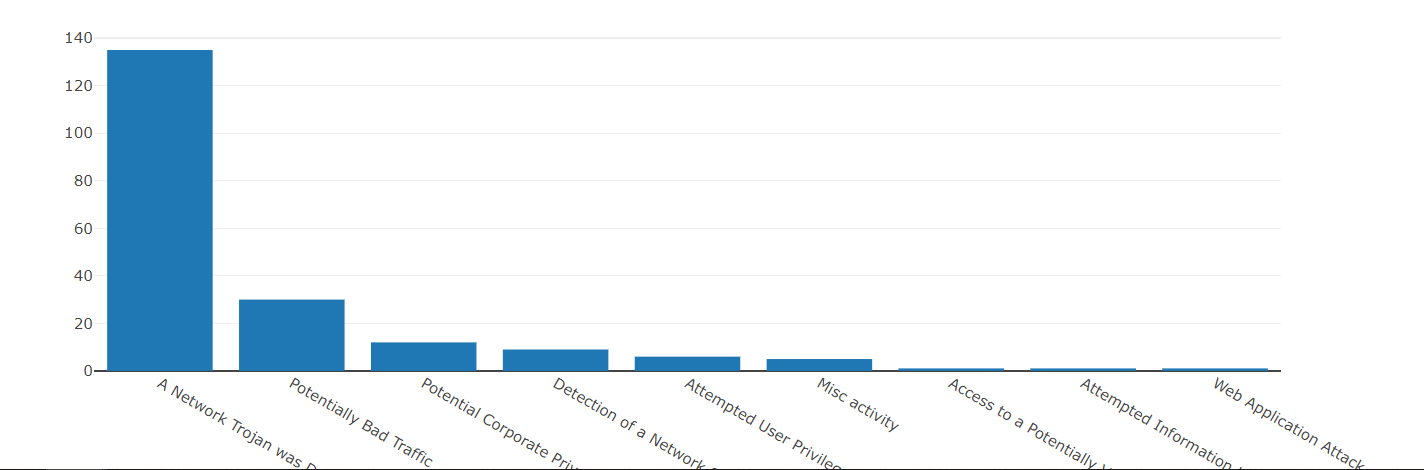 140
120
100
80
60
40
20
0
A Network Trojan was
Potentially Bad Traffic
Potential Corporate
Detection of a Network
Attempted User
Misc activity
Access to a Potentially
Attempted Information
Web Application Attack